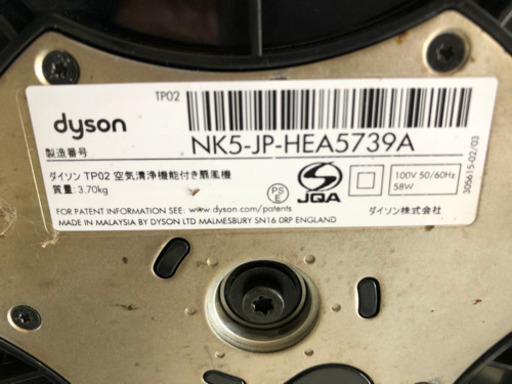 TP02
dyson
製造番号
NK5-JP-HEA5739A
ダイソン TP02 空気清浄機能付き扇風機
質量:3.70kg
PS E
JQA
100V 50/60Hz
58W
305615-02/03
FOR PATENT INFORMATION SEE: www.dyson.com/patents
MADE IN MALAYSIA BY DYSON LTD MALMESBURY SN16 0RP ENGLAND
ダイソン株式会社